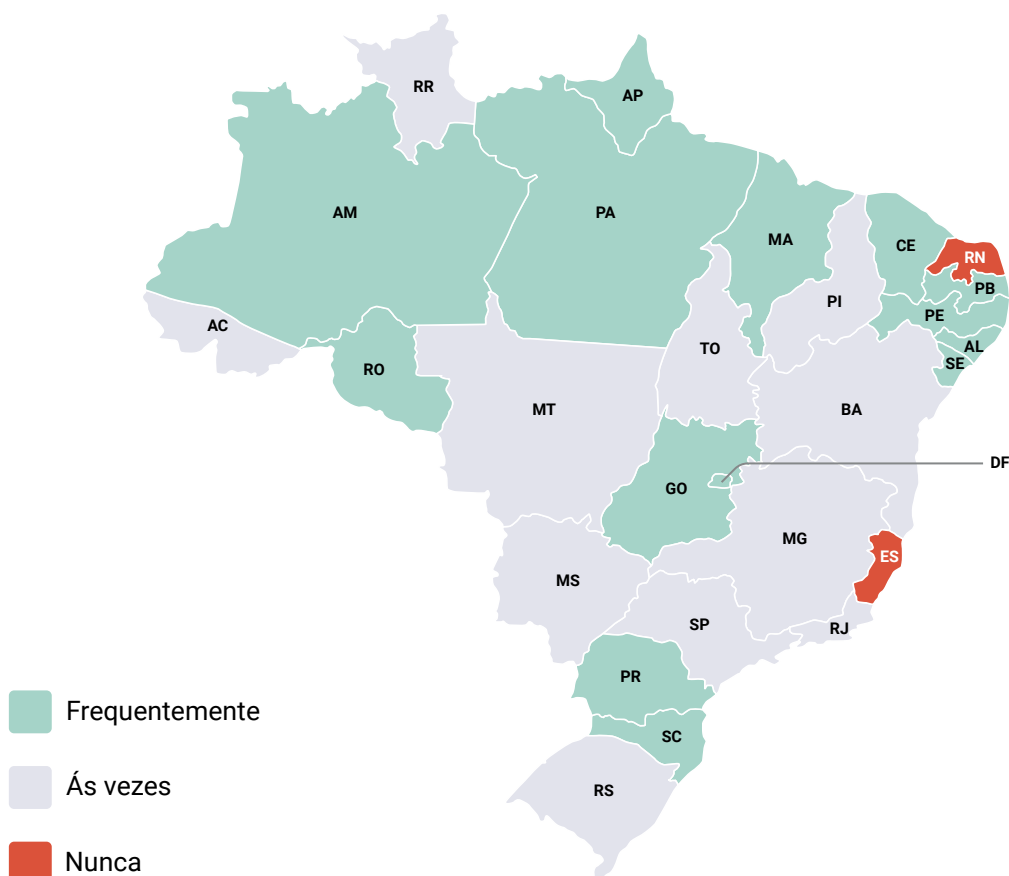 RR
AP
AM
PA
MA
CE
RN
PB
PI
PE
AC
AL
TO
SE
RO
MT
BA
DF
GO
MG
ES
MS
SP
RJ
PR
Frequentemente
SC
Ás vezes
RS
Nunca